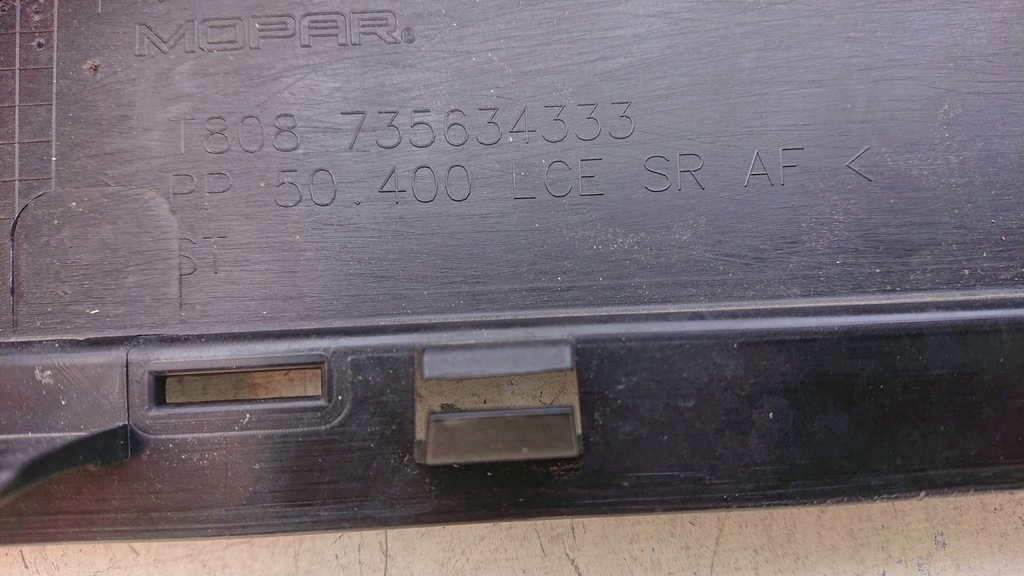 MOPAR®
T808 735634333
PP 50.400 LCE SR AF <
ST